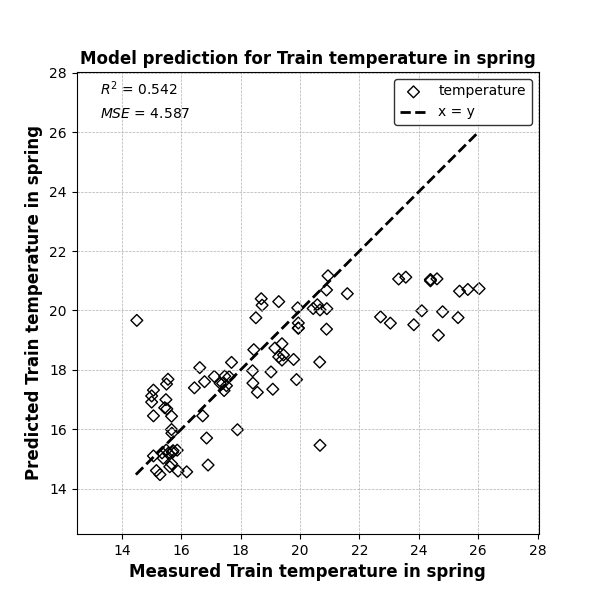 Model prediction for Train temperature in spring
R² = 0.542
MSE = 4.587
temperature
x = y
28
26
24
22
20
18
16
14
Predicted Train temperature in spring
14 16 18 20 22 24 26 28
Measured Train temperature in spring